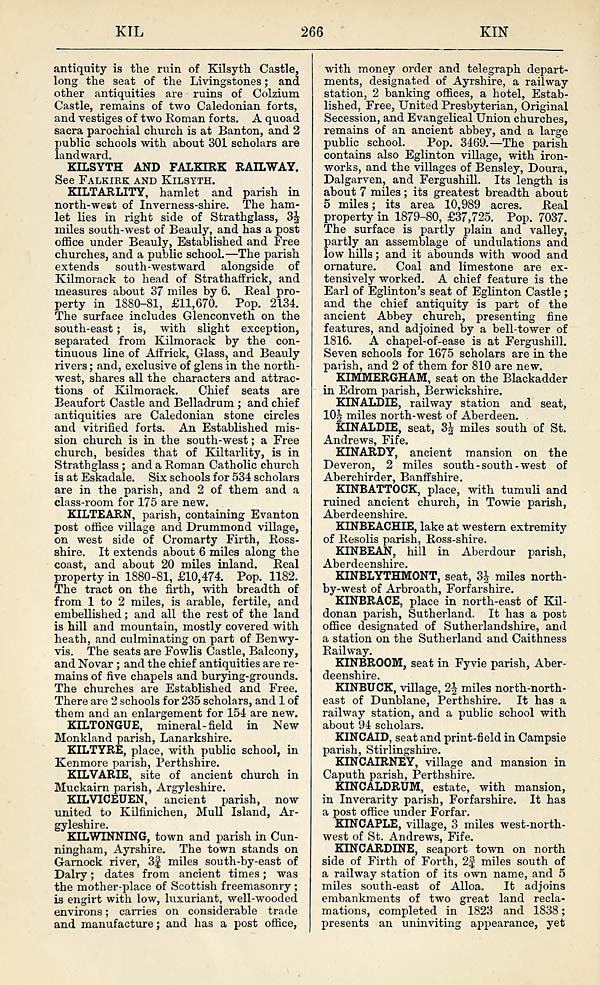 KIL 266 KIN
antiquity is the ruin of Kilsyth Castle,
long the seat of the Livingstones; and
other antiquities are ruins of Colzium
Castle, remains of two Caledonian forts,
and vestiges of two Roman forts. A quoad
sacra parochial church is at Banton, and 2
public schools with about 301 scholars are
landward.
KILSYTH AND FALKIRK RAILWAY.
See FALKIRK AND KILSYTH.
KILTARLITY, hamlet and parish in
north-west of Inverness-shire. The ham-
let lies in right side of Strathglass, 3½
miles south-west of Beauly, and has a post
office under Beauly, Established and Free
churches, and a public school.—The parish
extends south-westward alongside of
Kilmorack to head of Strathaffrick, and
measures about 37 miles by 6. Real pro-
perty in 1880-81, £11,670. Pop. 2134.
The surface includes Glenconveth on the
south-east; is, with slight exception,
separated from Kilmorack by the con-
tinuous line of Affrick, Glass, and Beauly
rivers; and, exclusive of glens in the north-
west, shares all the characters and attrac-
tions of Kilmorack. Chief seats are
Beaufort Castle and Belladrum; and chief
antiquities are Caledonian stone circles
and vitrified forts. An Established mis-
sion church is in the south-west; a Free
church, besides that of Kiltarlity, is in
Strathglass; and a Roman Catholic church
is at Eskadale. Six schools for 534 scholars
are in the parish, and 2 of them and a
class-room for 175 are new.
KILTEARN, parish, containing Evanton
post office village and Drummond village,
on west side of Cromarty Firth, Ross-
shire. It extends about 6 miles along the
coast, and about 20 miles inland. Real
property in 1880-81, £10,474. Pop. 1182.
The tract on the firth, with breadth of
from 1 to 2 miles, is arable, fertile, and
embellished; and all the rest of the land
is hill and mountain, mostly covered with
heath, and culminating on part of Benwy-
vis. The seats are Fowlis Castle, Balcony,
and Novar; and the chief antiquities are re-
mains of five chapels and burying-grounds.
The churches are Established and Free.
There are 2 schools for 235 scholars, and 1 of
them and an enlargement for 154 are new.
KILTONGUE, mineral-field in New
Monkland parish, Lanarkshire.
KILTYRE, place, with public school, in
Kenmore parish, Perthshire.
KILVARIE, site of ancient church in
Muckairn parish, Argyleshire.
KILVICEUEN, ancient parish, now
united to Kilfinichen, Mull Island, Ar-
gyleshire.
KILWINNING, town and parish in Cun-
ningham, Ayrshire. The town stands on
Garnock river, 3¾ miles south-by-east of
Dalry; dates from ancient times; was
the mother-place of Scottish freemasonry;
is engirt with low, luxuriant, well-wooded
environs; carries on considerable trade
and manufacture; and has a post office,
with money order and telegraph depart-
ments, designated of Ayrshire, a railway
station, 2 banking offices, a hotel, Estab-
lished, Free, United Presbyterian, Original
Secession, and Evangelical Union churches,
remains of an ancient abbey, and a large
public school. Pop. 3469.—The parish
contains also Eglinton village, with iron-
works, and the villages of Bensley, Doura,
Dalgarven, and Fergushill. Its length is
about 7 miles; its greatest breadth about
5 miles; its area 10,989 acres. Real
property in 1879-80, £37,725. Pop. 7037.
The surface is partly plain and valley,
partly an assemblage of undulations and
low hills; and it abounds with wood and
ornature. Coal and limestone are ex-
tensively worked. A chief feature is the
Earl of Eglinton's seat of Eglinton Castle;
and the chief antiquity is part of the
ancient Abbey church, presenting fine
features, and adjoined by a bell-tower of
1816. A chapel-of-ease is at Fergushill.
Seven schools for 1675 scholars are in the
parish, and 2 of them for 810 are new.
KIMMERGHAM, seat on the Blackadder
in Edrom parish, Berwickshire.
KINALDIE, railway station and seat,
10½ miles north-west of Aberdeen.
KINALDIE, seat, 3½ miles south of St.
Andrews, Fife.
KINARDY, ancient mansion on the
Deveron, 2 miles south-south-west of
Aberchirder, Banffshire.
KINBATTOCK, place, with tumuli and
ruined ancient church, in Towie parish,
Aberdeenshire.
KINBEACHIE, lake at western extremity
of Resolis parish, Ross-shire.
KINBEAN, hill in Aberdour parish,
Aberdeenshire.
KINBLYTHMONT, seat, 3½ miles north-
by-west of Arbroath, Forfarshire.
KINBRACE, place in north-east of Kil-
donan parish, Sutherland. It has a post
office designated of Sutherlandshire, and
a station on the Sutherland and Caithness
Railway.
KINBROOM, seat in Fyvie parish, Aber-
deenshire.
KINBUCK, village, 2½ miles north-north-
east of Dunblane, Perthshire. It has a
railway station, and a public school with
about 94 scholars.
KINCAID, seat and print-field in Campsie
parish, Stirlingshire.
KINCAIRNEY, village and mansion in
Caputh parish, Perthshire.
KINCALDRUM, estate, with mansion,
in Inverarity parish, Forfarshire. It has
a post office under Forfar.
KINCAPLE, village, 3 miles west-north-
west of St. Andrews, Fife.
KINCARDINE, seaport town on north
side of Firth of Forth, 2¾ miles south of
a railway station of its own name, and 5
miles south-east of Alloa. It adjoins
embankments of two great land recla-
mations, completed in 1823 and 1838;
presents an uninviting appearance, yet